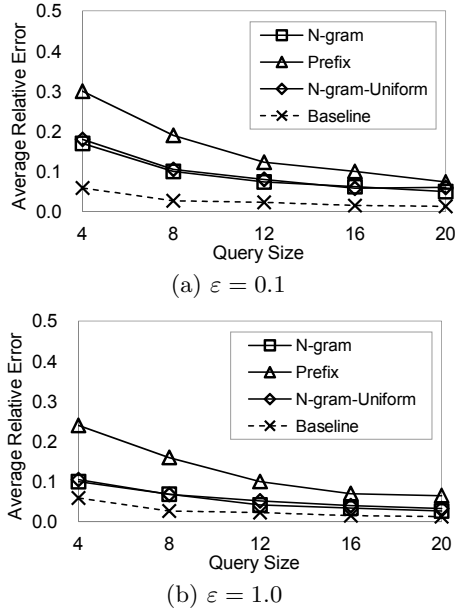 0.5
0.4
0.3
0.2
0.1
0.0
Average Relative Error
N-gram
Prefix
N-gram-Uniform
Baseline
4 8 12 16 20
Query Size
(a) ε = 0.1
0.5
0.4
0.3
0.2
0.1
0.0
Average Relative Error
N-gram
Prefix
N-gram-Uniform
Baseline
4 8 12 16 20
Query Size
(b) ε = 1.0